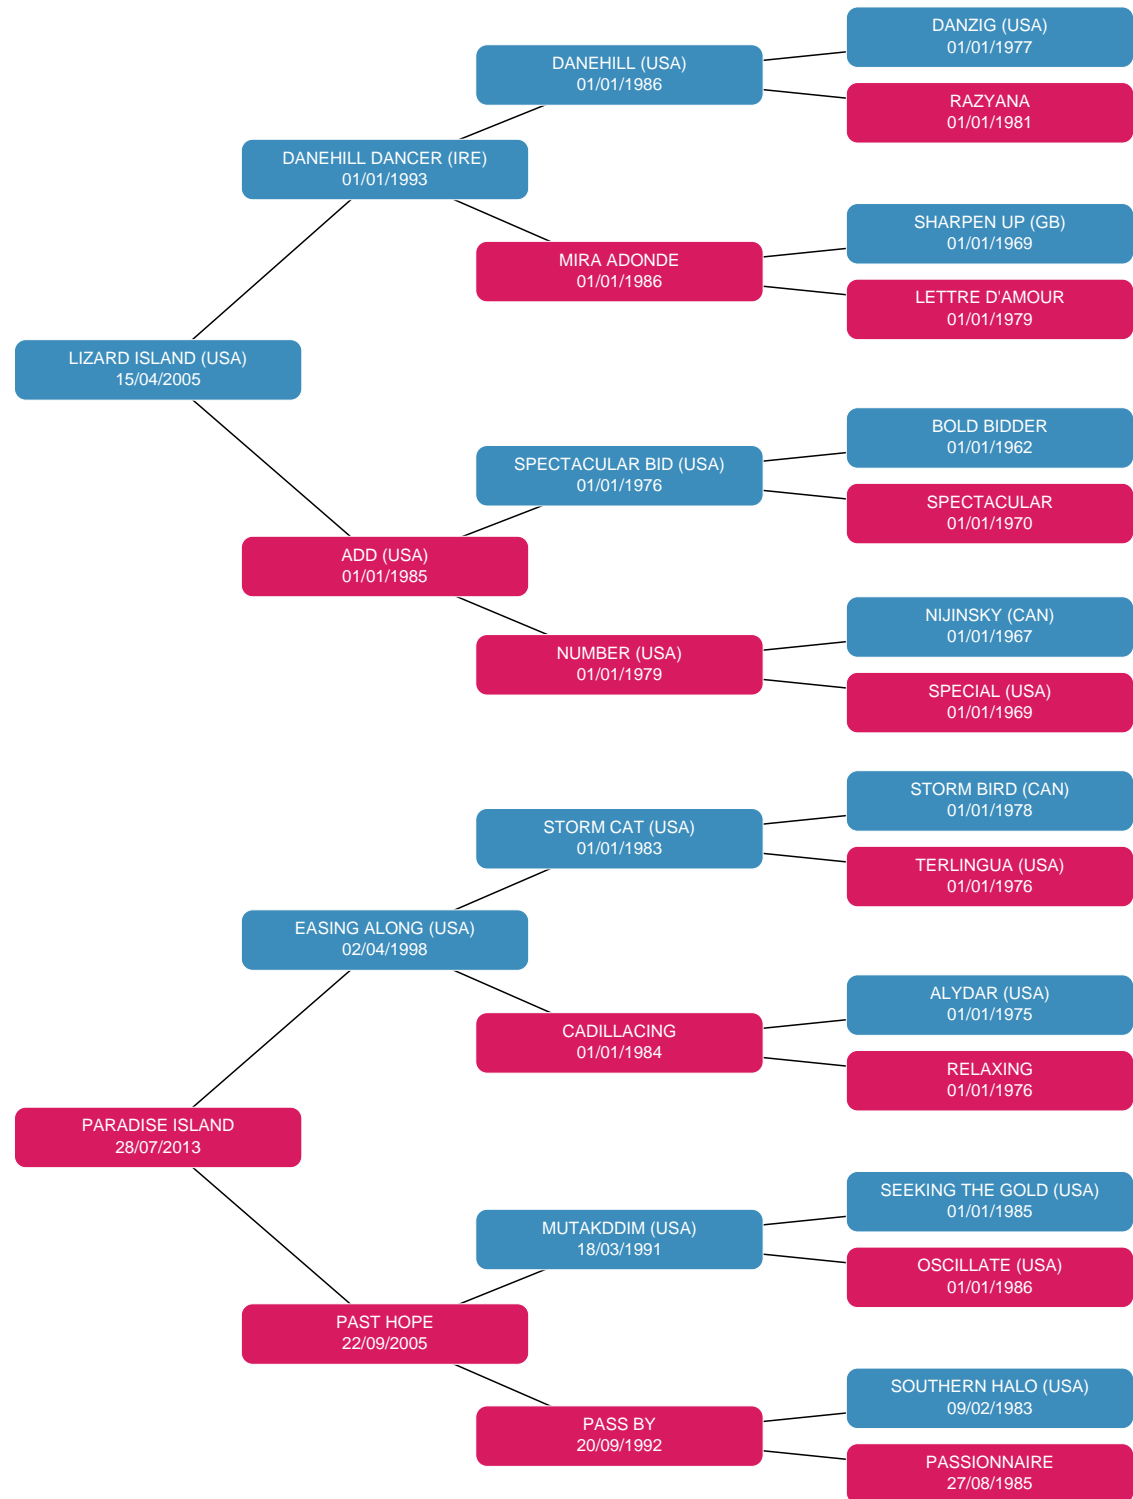 DANZIG (USA)
01/01/1977
DANEHILL (USA)
01/01/1986
RAZYANA
01/01/1981
DANEHILL DANCER (IRE)
01/01/1993
SHARPEN UP (GB)
01/01/1969
MIRA ADONDE
01/01/1986
LETTRE D'AMOUR
01/01/1979
LIZARD ISLAND (USA)
15/04/2005
BOLD BIDDER
01/01/1962
SPECTACULAR BID (USA)
01/01/1976
SPECTACULAR
01/01/1970
ADD (USA)
01/01/1985
NIJINSKY (CAN)
01/01/1967
NUMBER (USA)
01/01/1979
SPECIAL (USA)
01/01/1969
STORM BIRD (CAN)
01/01/1978
STORM CAT (USA)
01/01/1983
TERLINGUA (USA)
01/01/1976
EASING ALONG (USA)
02/04/1998
ALYDAR (USA)
01/01/1975
CADILLACING
01/01/1984
RELAXING
01/01/1976
PARADISE ISLAND
28/07/2013
SEEKING THE GOLD (USA)
01/01/1985
MUTAKDDIM (USA)
18/03/1991
OSCILLATE (USA)
01/01/1986
PAST HOPE
22/09/2005
SOUTHERN HALO (USA)
09/02/1983
PASS BY
20/09/1992
PASSIONNAIRE
27/08/1985